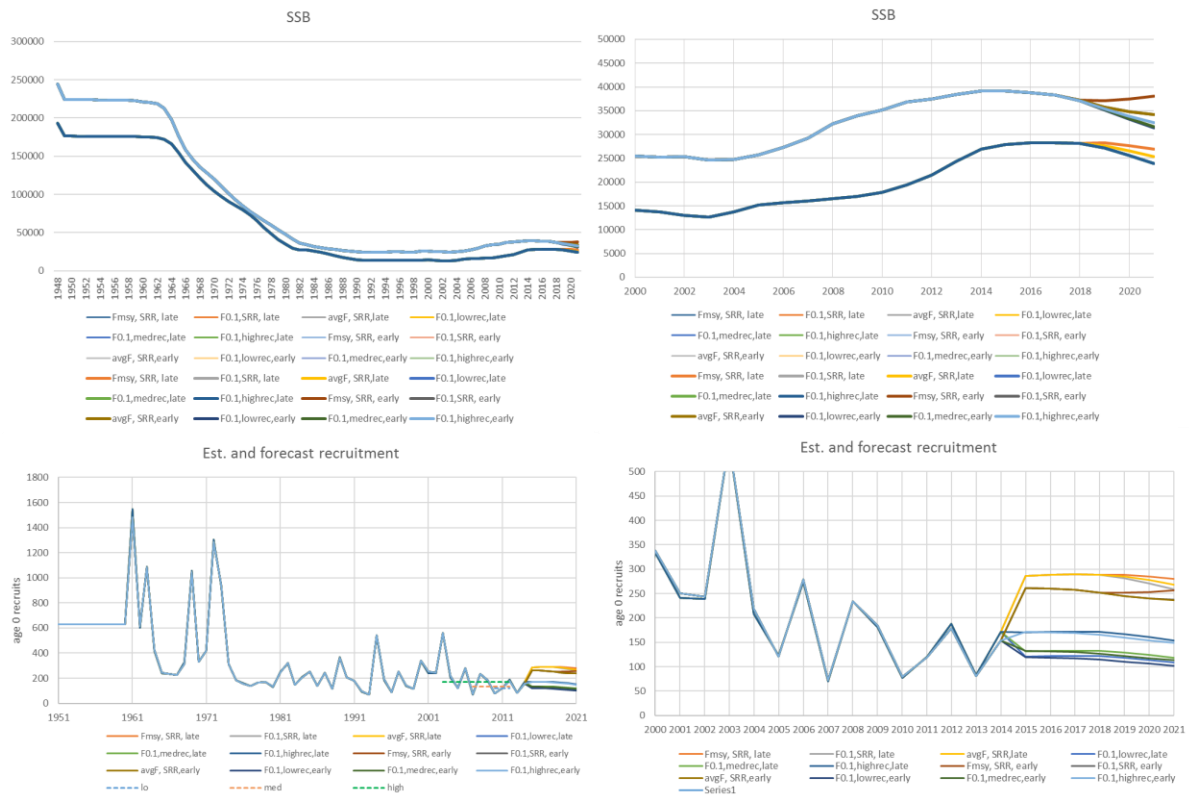 SSB
300000
250000
200000
150000
100000
50000
0
1948 1950 1952 1954 1956 1958 1960 1962 1964 1966 1968 1970 1972 1974 1976 1978 1980 1982 1984 1986 1988 1990 1992 1994 1996 1998 2000 2002 2004 2006 2008 2010 2012 2014 2016 2018 2020
Fmsy, SRR, late F0.1,SRR, late avgF, SRR,late F0.1,lowrec,late
F0.1,medrec,late F0.1,highrec,late Fmsy, SRR, early F0.1, SRR, early
avgF, SRR,early F0.1,lowrec,early F0.1,medrec,early F0.1,highrec,early
Fmsy, SRR, late F0.1,SRR, late avgF, SRR,late F0.1,lowrec,late
F0.1,medrec,late F0.1,highrec,late Fmsy, SRR, early F0.1, SRR, early
avgF, SRR,early F0.1,lowrec,early F0.1,medrec,early F0.1,highrec,early
SSB
50000
45000
40000
35000
30000
25000
20000
15000
10000
5000
0
2000 2002 2004 2006 2008 2010 2012 2014 2016 2018 2020
Fmsy, SRR, late F0.1,SRR, late avgF, SRR,late F0.1,lowrec,late
F0.1,medrec,late F0.1,highrec,late Fmsy, SRR, early F0.1, SRR, early
avgF, SRR,early F0.1,lowrec,early F0.1,medrec,early F0.1,highrec,early
Fmsy, SRR, late F0.1,SRR, late avgF, SRR,late F0.1,lowrec,late
F0.1,medrec,late F0.1,highrec,late Fmsy, SRR, early F0.1, SRR, early
avgF, SRR,early F0.1,lowrec,early F0.1,medrec,early F0.1,highrec,early
Est. and forecast recruitment
age 0 recruits
1800
1600
1400
1200
1000
800
600
400
200
0
1951 1961 1971 1981 1991 2001 2011 2021
Fmsy, SRR, late F0.1,SRR, late avgF, SRR,late F0.1,lowrec,late
F0.1,medrec,late F0.1,highrec,late Fmsy, SRR, early F0.1, SRR, early
avgF, SRR,early F0.1,lowrec,early F0.1,medrec,early F0.1,highrec,early
lo med high
Est. and forecast recruitment
age 0 recruits
500
450
400
350
300
250
200
150
100
50
0
2000 2001 2002 2003 2004 2005 2006 2007 2008 2009 2010 2011 2012 2013 2014 2015 2016 2017 2018 2019 2020 2021
Fmsy, SRR, late F0.1,SRR, late avgF, SRR,late F0.1,lowrec,late
F0.1,medrec,late F0.1,highrec,late Fmsy, SRR, early F0.1, SRR, early
avgF, SRR,early F0.1,lowrec,early F0.1,medrec,early F0.1,highrec,early
Series1